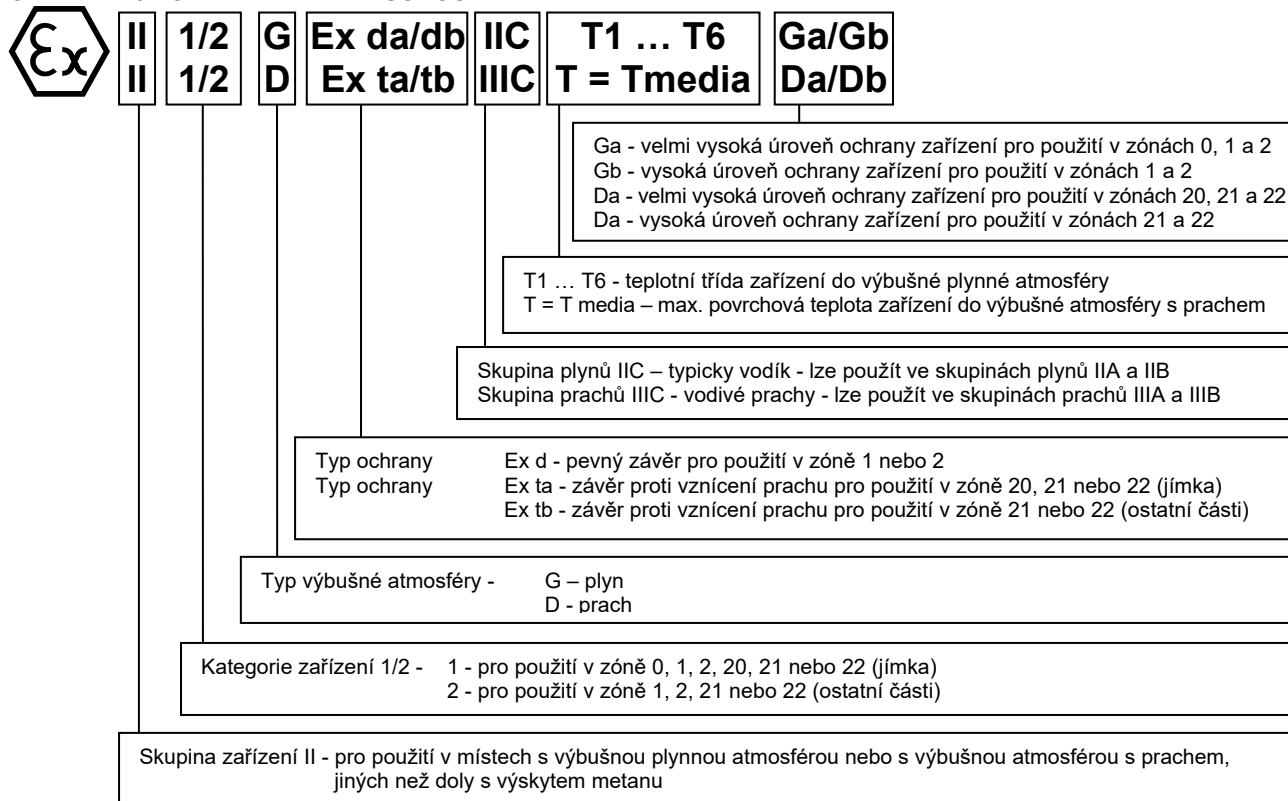 Ex II 1/2 G Ex da/db IIC T1 … T6 Ga/Gb
II 1/2 D Ex ta/tb IIIC T = Tmedia Da/Db
Ga - velmi vysoká úroveň ochrany zařízení pro použití v zónách 0, 1 a 2
Gb - vysoká úroveň ochrany zařízení pro použití v zónách 1 a 2
Da - velmi vysoká úroveň ochrany zařízení pro použití v zónách 20, 21 a 22
Da - vysoká úroveň ochrany zařízení pro použití v zónách 21 a 22
T1 … T6 - teplotní třída zařízení do výbušné plynné atmosféry
T = T media – max. povrchová teplota zařízení do výbušné atmosféry s prachem
Skupina plynů IIC – typicky vodík - lze použít ve skupinách plynů IIA a IIB
Skupina prachů IIIC - vodivé prachy - lze použít ve skupinách prachů IIIA a IIIB
Typ ochrany Ex d - pevný závěr pro použití v zóně 1 nebo 2
Typ ochrany Ex ta - závěr proti vznícení prachu pro použití v zóně 20, 21 nebo 22 (jímka)
Ex tb - závěr proti vznícení prachu pro použití v zóně 21 nebo 22 (ostatní části)
Typ výbušné atmosféry - G – plyn
D - prach
Kategorie zařízení 1/2 - 1 - pro použití v zóně 0, 1, 2, 20, 21 nebo 22 (jímka)
2 - pro použití v zóně 1, 2, 21 nebo 22 (ostatní části)
Skupina zařízení II - pro použití v místech s výbušnou plynnou atmosférou nebo s výbušnou atmosférou s prachem,
jiných než doly s výskytem metanu